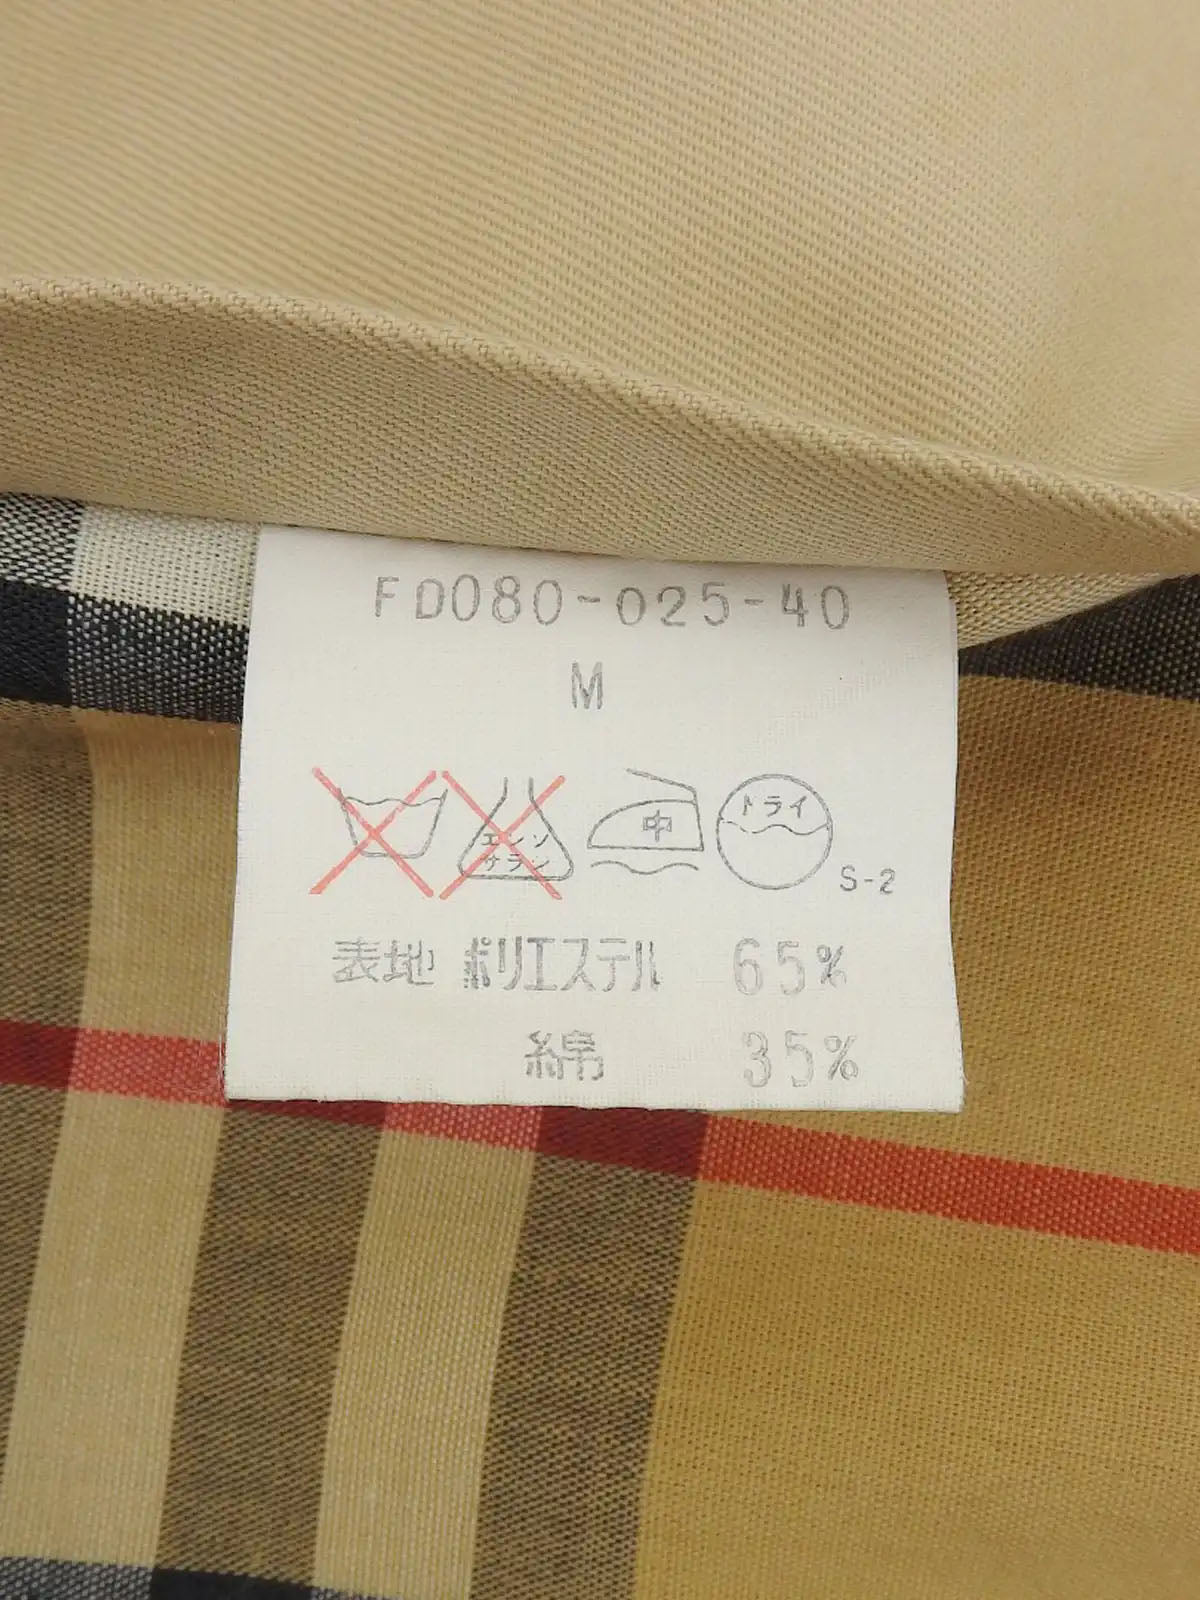 FD080-025-40
M
エンソ
サラシ
中
ドライ
S-2
表地 ポリエステル 65%
綿 35%